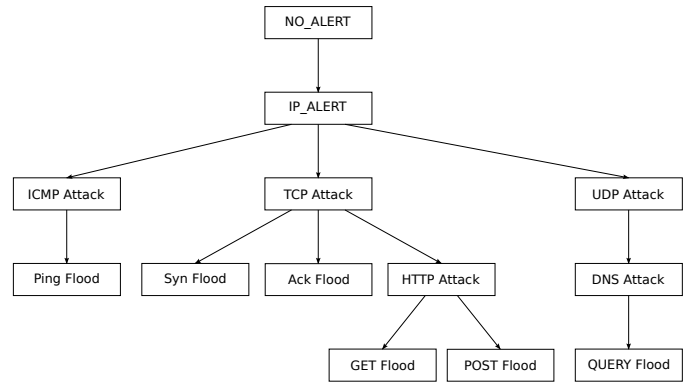 NO_ALERT
IP_ALERT
ICMP Attack
TCP Attack
UDP Attack
Ping Flood
Syn Flood
Ack Flood
HTTP Attack
DNS Attack
GET Flood
POST Flood
QUERY Flood